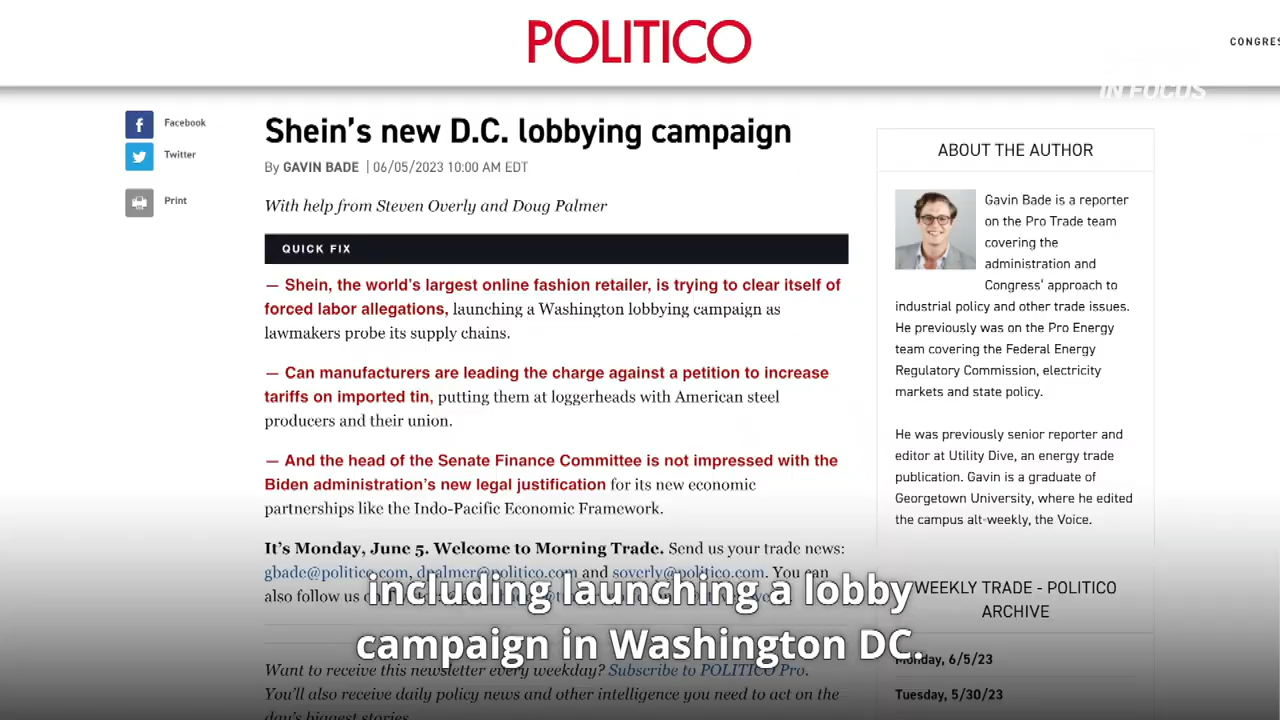 POLITICO
CONGRES
IN FOCUS
Facebook
Twitter
Print
Shein's new D.C. lobbying campaign
By GAVIN BADE | 06/05/2023 10:00 AM EDT
With help from Steven Overly and Doug Palmer
QUICK FIX
— Shein, the world's largest online fashion retailer, is trying to clear itself of
forced labor allegations, launching a Washington lobbying campaign as
lawmakers probe its supply chains.
— Can manufacturers are leading the charge against a petition to increase
tariffs on imported tin, putting them at loggerheads with American steel
producers and their union.
— And the head of the Senate Finance Committee is not impressed with the
Biden administration's new legal justification for its new economic
partnerships like the Indo-Pacific Economic Framework.
It's Monday, June 5. Welcome to Morning Trade. Send us your trade news:
gbade@politico.com, dpalmer@politico.com and soverly@politico.com. You can
also follow us
Want to receive this newsletter every weekday? Subscribe to POLITICO Pro.
You'll also receive daily policy news and other intelligence you need to act on the
day's biggest stories.
ABOUT THE AUTHOR
Gavin Bade is a reporter
on the Pro Trade team
covering the
administration and
Congress' approach to
industrial policy and other trade issues.
He previously was on the Pro Energy
team covering the Federal Energy
Regulatory Commission, electricity
markets and state policy.
He was previously senior reporter and
editor at Utility Dive, an energy trade
publication. Gavin is a graduate of
Georgetown University, where he edited
the campus alt-weekly, the Voice.
WEEKLY TRADE - POLITICO
ARCHIVE
Monday, 6/5/23
Tuesday, 5/30/23
including launching a lobby
campaign in Washington DC.